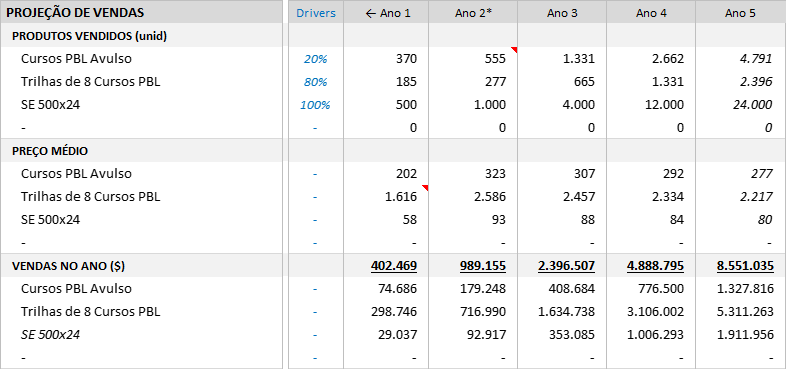 PROJEÇÃO DE VENDAS Drivers ← Ano 1 Ano 2* Ano 3 Ano 4 Ano 5
PRODUTOS VENDIDOS (unid)
Cursos PBL Avulso 20% 370 555 1.331 2.662 4.791
Trilhas de 8 Cursos PBL 80% 185 277 665 1.331 2.396
SE 500x24 100% 500 1.000 4.000 12.000 24.000
- - 0 0 0 0 0
PREÇO MÉDIO
Cursos PBL Avulso - 202 323 307 292 277
Trilhas de 8 Cursos PBL - 1.616 2.586 2.457 2.334 2.217
SE 500x24 - 58 93 88 84 80
- - - - - - -
VENDAS NO ANO ($) 402.469 989.155 2.396.507 4.888.795 8.551.035
Cursos PBL Avulso - 74.686 179.248 408.684 776.500 1.327.816
Trilhas de 8 Cursos PBL - 298.746 716.990 1.634.738 3.106.002 5.311.263
SE 500x24 - 29.037 92.917 353.085 1.006.293 1.911.956
- - - - - - -